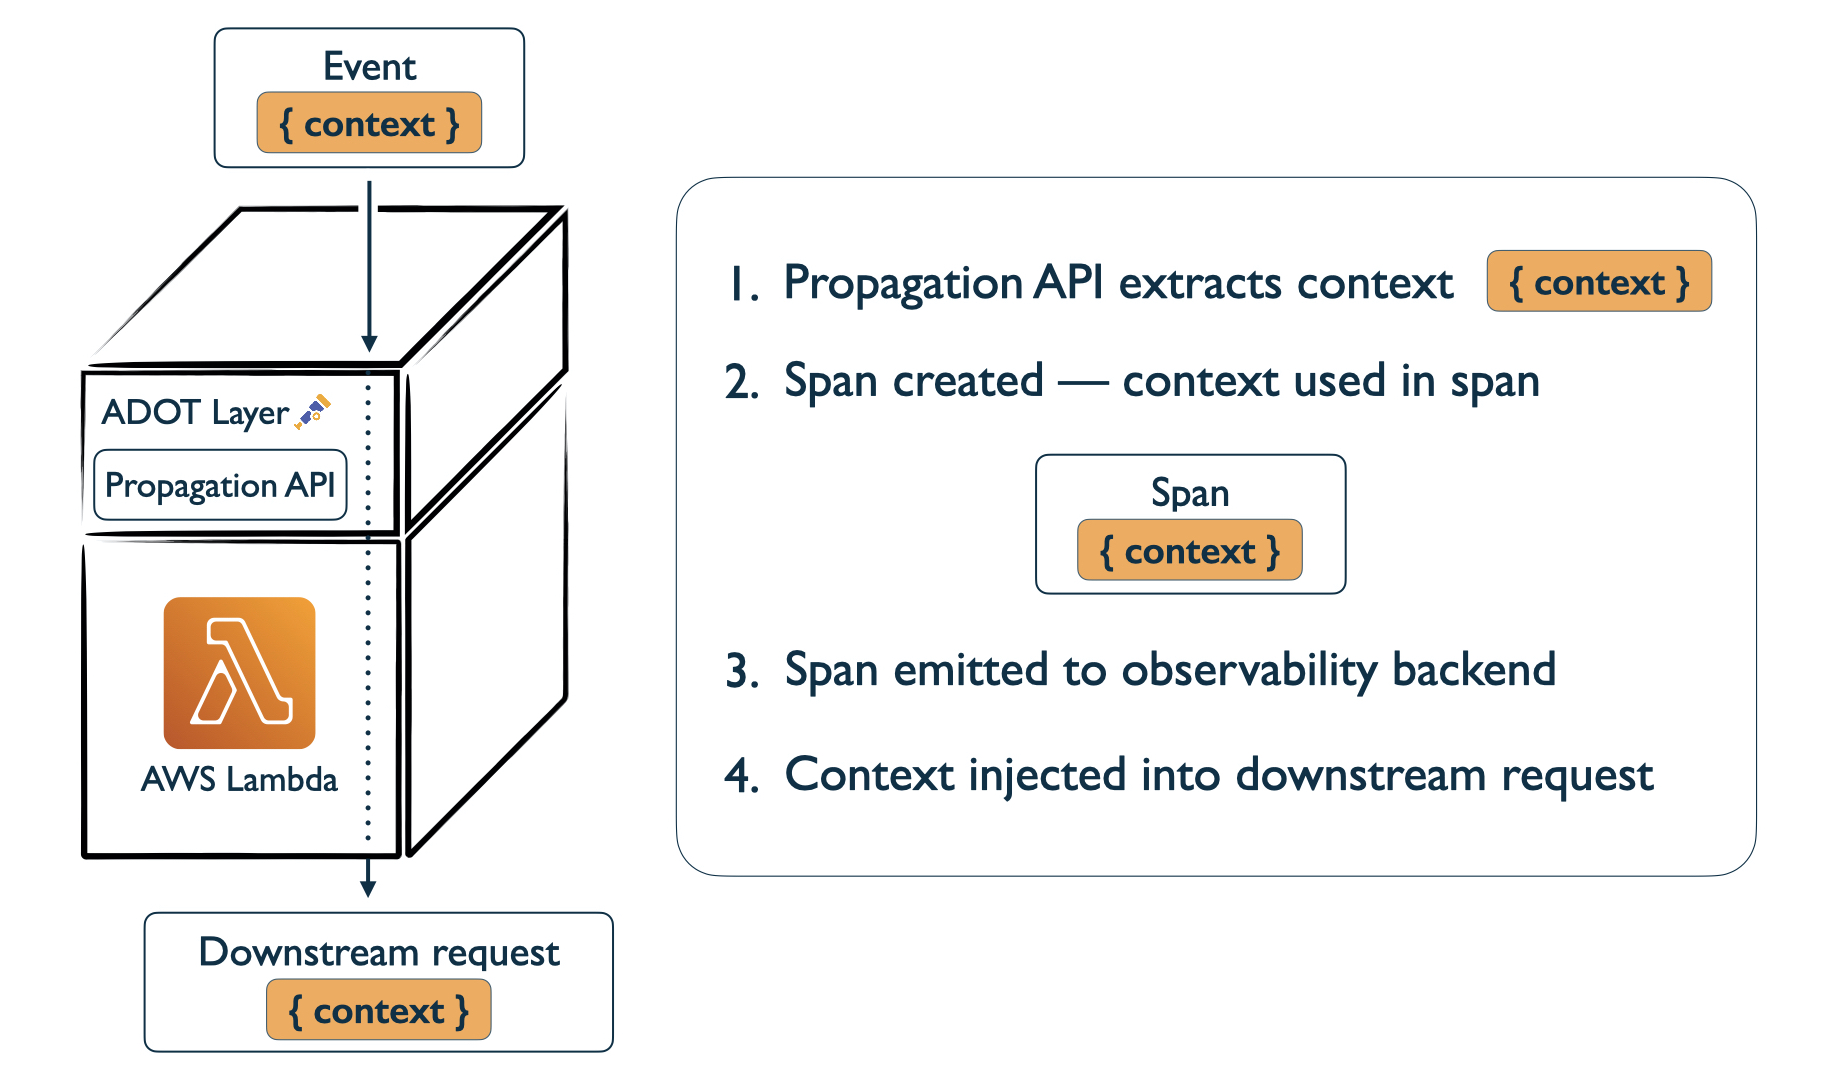 Event
{ context }
ADOT Layer
Propagation API
AWS Lambda
Downstream request
{ context }
1. Propagation API extracts context { context }
2. Span created — context used in span
Span
{ context }
3. Span emitted to observability backend
4. Context injected into downstream request